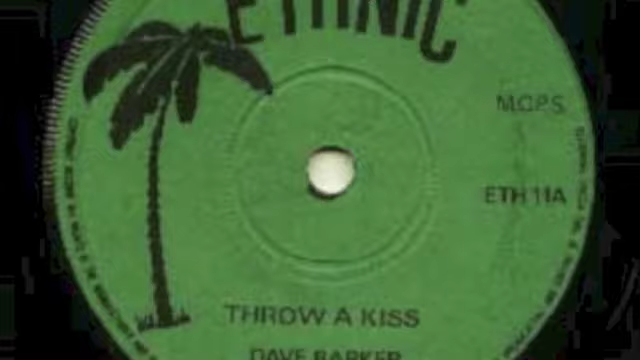 ETHNIC
M.C.P.S.
ETH 11A
THROW A KISS
DAVE BARKER